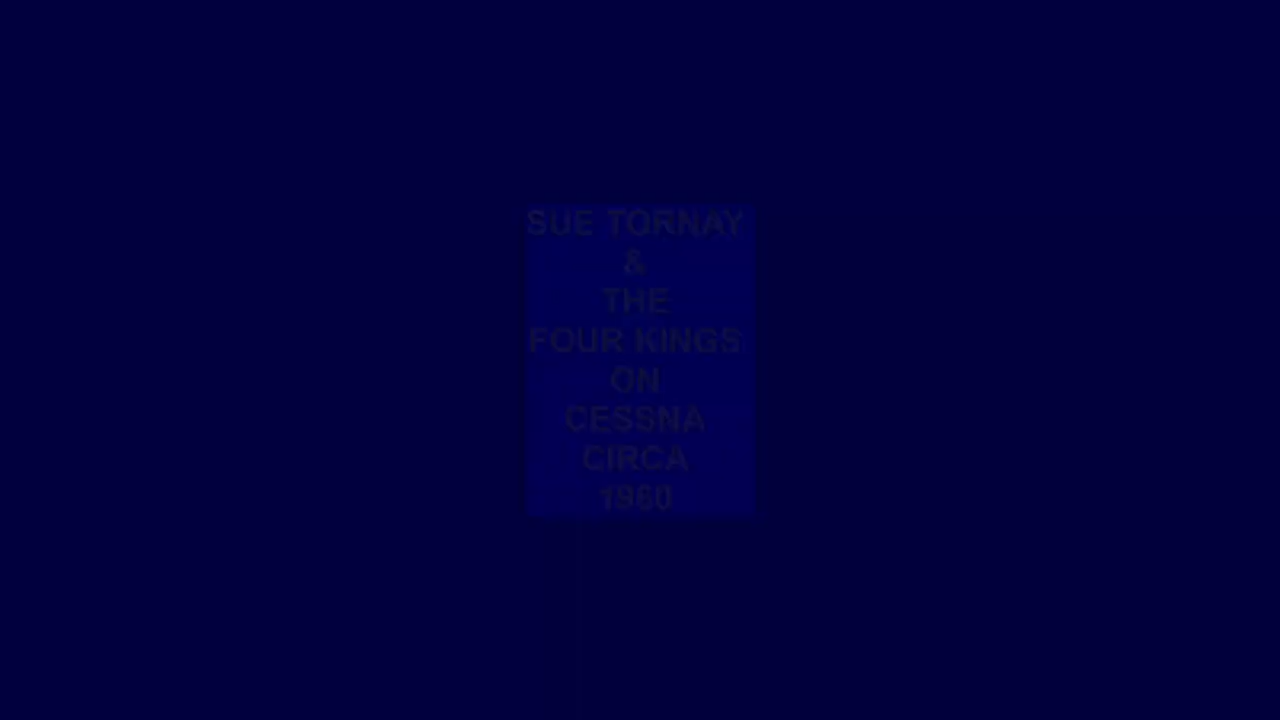 SUE TORNAY
&
THE
FOUR KINGS
ON
CESSNA
CIRCA
1960